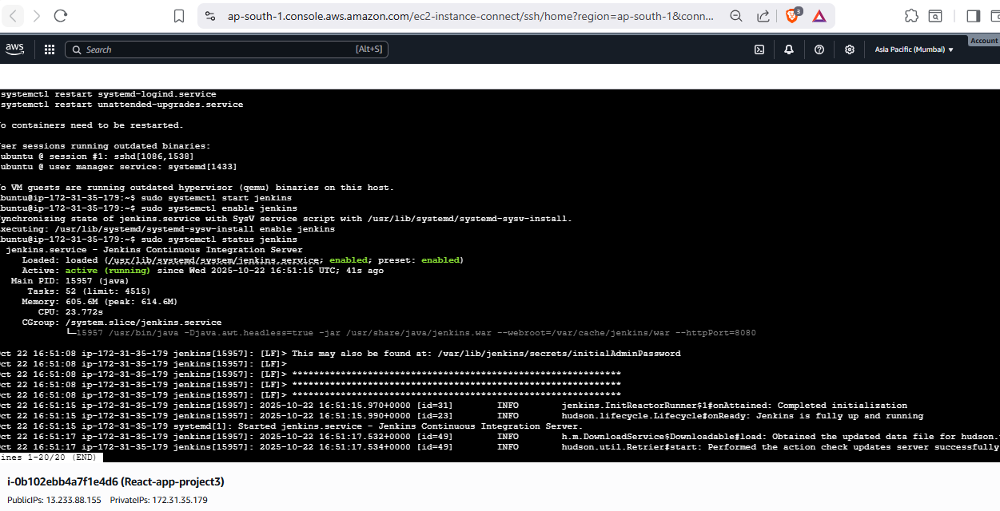 ap-south-1.console.aws.amazon.com/ec2-instance-connect/ssh/home?region=ap-south-1&conn...
3
aws
Search
[Alt+S]
Asia Pacific (Mumbai) ▼
Account
systemctl restart systemd-logind.service
systemctl restart unattended-upgrades.service
o containers need to be restarted.
ser sessions running outdated binaries:
ubuntu @ session #1: sshd[1086,1538]
ubuntu @ user manager service: systemd[1433]
o VM guests are running outdated hypervisor (qemu) binaries on this host.
buntu@ip-172-31-35-179:~$ sudo systemctl start jenkins
buntu@ip-172-31-35-179:~$ sudo systemctl enable jenkins
ynchronizing state of jenkins.service with SysV service script with /usr/lib/systemd/systemd-sysv-install.
xecuting: /usr/lib/systemd/systemd-sysv-install enable jenkins
buntu@ip-172-31-35-179:~$ sudo systemctl status jenkins
jenkins.service - Jenkins Continuous Integration Server
Loaded: loaded (/usr/lib/systemd/system/jenkins.service; enabled; preset: enabled)
Active: active (running) since Wed 2025-10-22 16:51:15 UTC; 41s ago
Main PID: 15957 (java)
Tasks: 52 (limit: 4515)
Memory: 605.6M (peak: 614.6M)
CPU: 23.772s
CGroup: /system.slice/jenkins.service
└─15957 /usr/bin/java -Djava.awt.headless=true -jar /usr/share/java/jenkins.war --webroot=/var/cache/jenkins/war --httpPort=8080
ct 22 16:51:08 ip-172-31-35-179 jenkins[15957]: [LF]> This may also be found at: /var/lib/jenkins/secrets/initialAdminPassword
ct 22 16:51:08 ip-172-31-35-179 jenkins[15957]: [LF]>
ct 22 16:51:08 ip-172-31-35-179 jenkins[15957]: [LF]> *************************************************************
ct 22 16:51:08 ip-172-31-35-179 jenkins[15957]: [LF]> *************************************************************
ct 22 16:51:08 ip-172-31-35-179 jenkins[15957]: [LF]> *************************************************************
ct 22 16:51:15 ip-172-31-35-179 jenkins[15957]: 2025-10-22 16:51:15.970+0000 [id=31] INFO jenkins.InitReactorRunner$1#onAttained: Completed initialization
ct 22 16:51:15 ip-172-31-35-179 jenkins[15957]: 2025-10-22 16:51:15.990+0000 [id=23] INFO hudson.lifecycle.Lifecycle#onReady: Jenkins is fully up and running
ct 22 16:51:15 ip-172-31-35-179 systemd[1]: Started jenkins.service - Jenkins Continuous Integration Server.
ct 22 16:51:17 ip-172-31-35-179 jenkins[15957]: 2025-10-22 16:51:17.532+0000 [id=49] INFO h.m.DownloadService$Downloadable#load: Obtained the updated data file for hudson.
ct 22 16:51:17 ip-172-31-35-179 jenkins[15957]: 2025-10-22 16:51:17.532+0000 [id=49] INFO hudson.util.Retrier#start: Performed the action check updates server successfully
ines 1-20/20 (END)
i-0b102ebb4a7f1e4d6 (React-app-project3)
PublicIPs: 13.233.88.155 PrivateIPs: 172.31.35.179